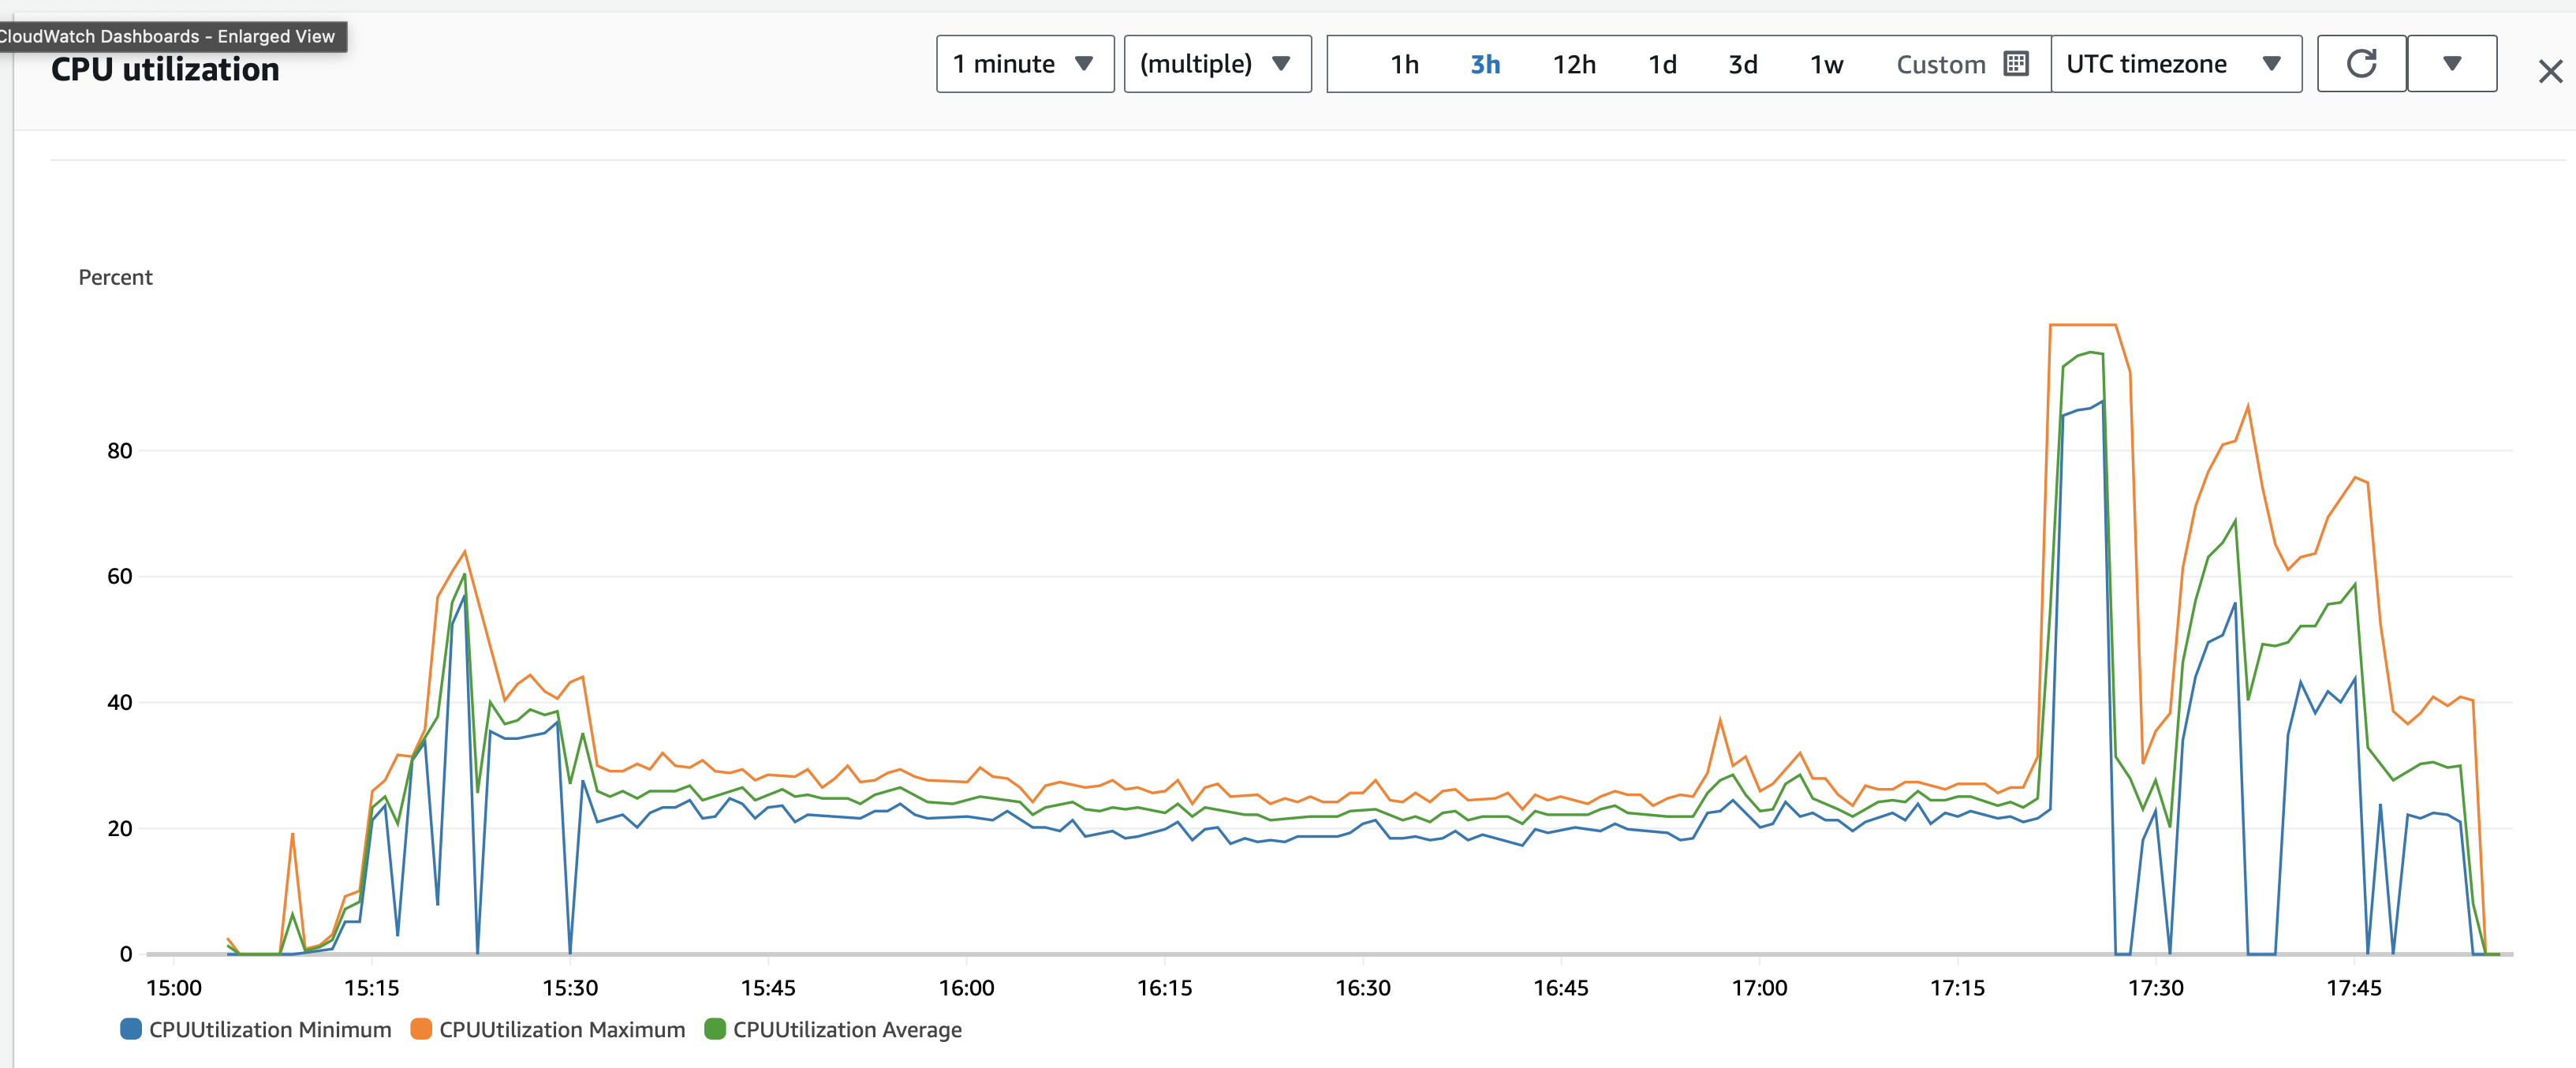 CloudWatch Dashboards - Enlarged View
CPU utilization
1 minute (multiple) 1h 3h 12h 1d 3d 1w Custom UTC timezone
Percent
80
60
40
20
0
15:00 15:15 15:30 15:45 16:00 16:15 16:30 16:45 17:00 17:15 17:30 17:45
CPUUtilization Minimum CPUUtilization Maximum CPUUtilization Average